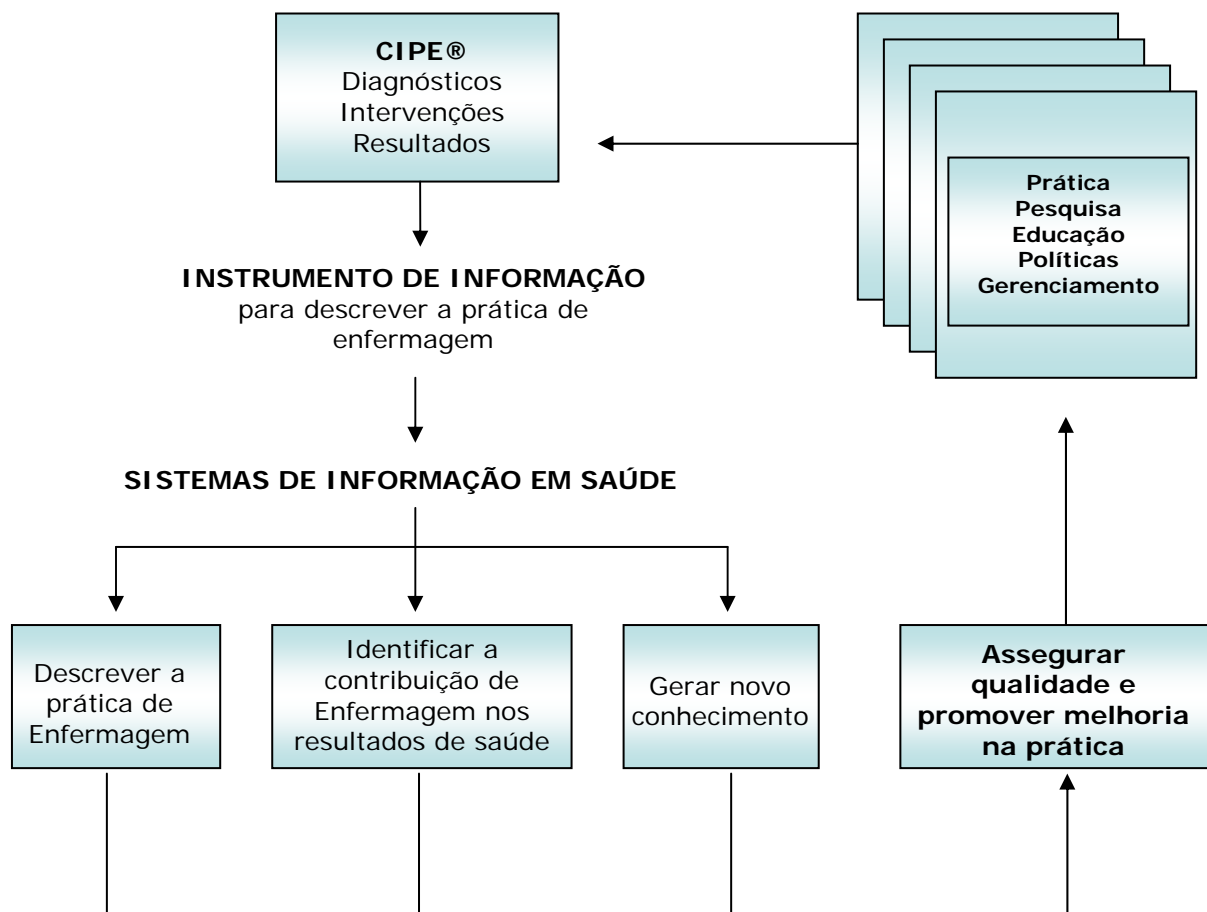 CIPE®
Diagnósticos
Intervenções
Resultados
Prática
Pesquisa
Educação
Políticas
Gerenciamento
INSTRUMENTO DE INFORMAÇÃO
para descrever a prática de
enfermagem
SISTEMAS DE INFORMAÇÃO EM SAÚDE
Descrever a
prática de
Enfermagem
Identificar a
contribuição de
Enfermagem nos
resultados de saúde
Gerar novo
conhecimento
Assegurar
qualidade e
promover melhoria
na prática